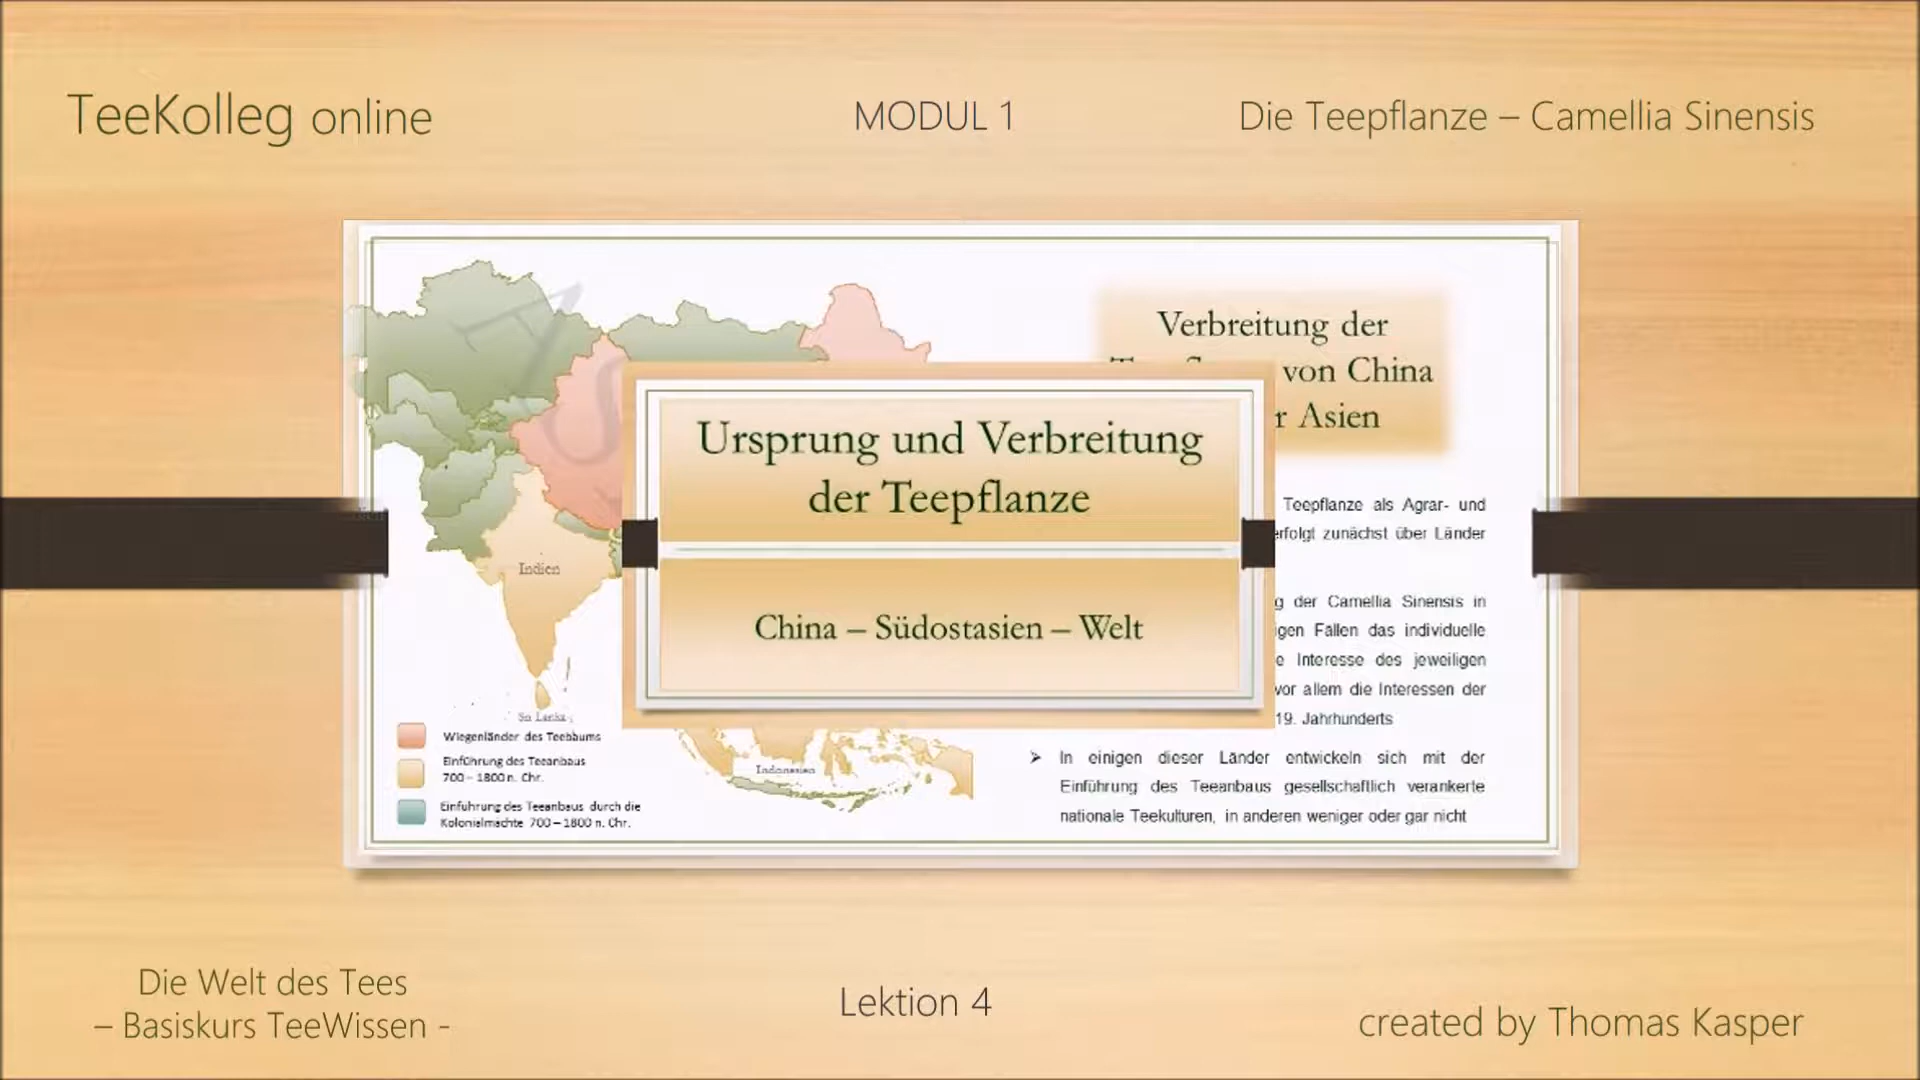 TeeKolleg online
MODUL 1
Die Teepflanze – Camellia Sinensis
Verbreitung der
von China
r Asien
Ursprung und Verbreitung
der Teepflanze
China – Südostasien – Welt
Teepflanze als Agrar- und
erfolgt zunächst über Länder
g der Camellia Sinensis in
igen Fällen das individuelle
e Interesse des jeweiligen
vor allem die Interessen der
19. Jahrhunderts
➢ In einigen dieser Länder entwickeln sich mit der
Einführung des Teeanbaus gesellschaftlich verankerte
nationale Teekulturen, in anderen weniger oder gar nicht
Indien
Sri Lanka
Indonesien
Wiegenländer des Teebaums
Einführung des Teeanbaus
700 – 1800 n. Chr.
Einführung des Teeanbaus durch die
Kolonialmächte 700 – 1800 n. Chr.
Die Welt des Tees
– Basiskurs TeeWissen -
Lektion 4
created by Thomas Kasper